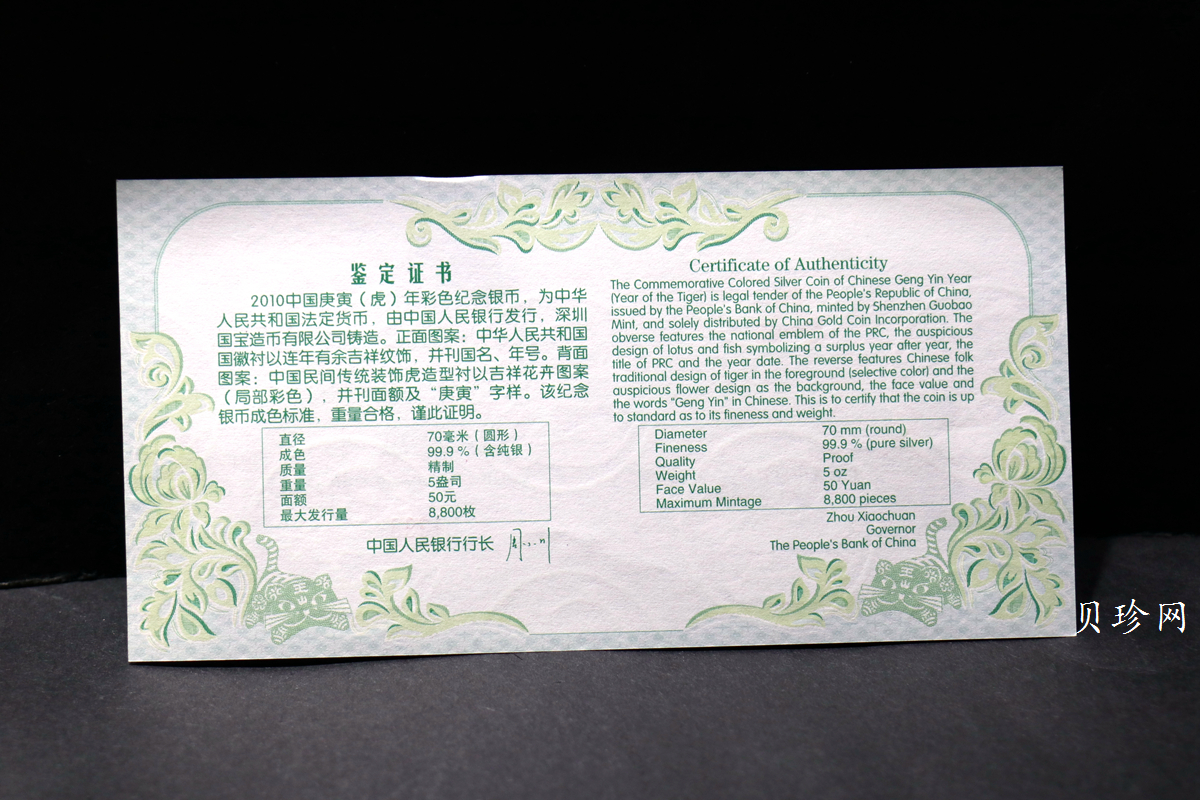 鉴定证书
2010中国庚寅（虎）年彩色纪念银币，为中华
人民共和国法定货币，由中国人民银行发行，深圳
国宝造币有限公司铸造。正面图案：中华人民共和国
国徽衬以连年有余吉祥纹饰，并刊国名、年号。背面
图案：中国民间传统装饰虎造型衬以吉祥花卉图案
（局部彩色），并刊面额及“庚寅”字样。该纪念
银币成色标准，重量合格，谨此证明。
直径 70毫米（圆形）
成色 99.9 %（含纯银）
质量 精制
重量 5盎司
面额 50元
最大发行量 8,800枚
中国人民银行行长
Certificate of Authenticity
The Commemorative Colored Silver Coin of Chinese Geng Yin Year
(Year of the Tiger) is legal tender of the People's Republic of China,
issued by the People's Bank of China, minted by Shenzhen Guobao
Mint, and solely distributed by China Gold Coin Incorporation. The
obverse features the national emblem of the PRC, the auspicious
design of lotus and fish symbolizing a surplus year after year, the
title of PRC and the year date. The reverse features Chinese folk
traditional design of tiger in the foreground (selective color) and the
auspicious flower design as the background, the face value and
the words "Geng Yin" in Chinese. This is to certify that the coin is up
to standard as to its fineness and weight.
Diameter 70 mm (round)
Fineness 99.9 % (pure silver)
Quality Proof
Weight 5 oz
Face Value 50 Yuan
Maximum Mintage 8,800 pieces
Zhou Xiaochuan
Governor
The People's Bank of China
王
王
贝珍网